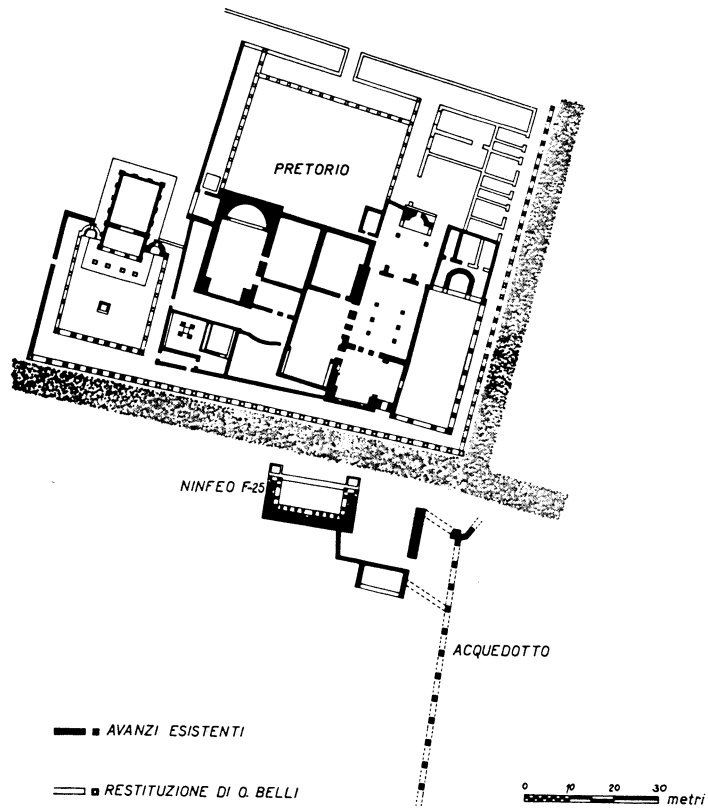 PRETORIO
NINFEO F-25
ACQUEDOTTO
AVANZI ESISTENTI
RESTITUZIONE DI O. BELLI
0 10 20 30
metri